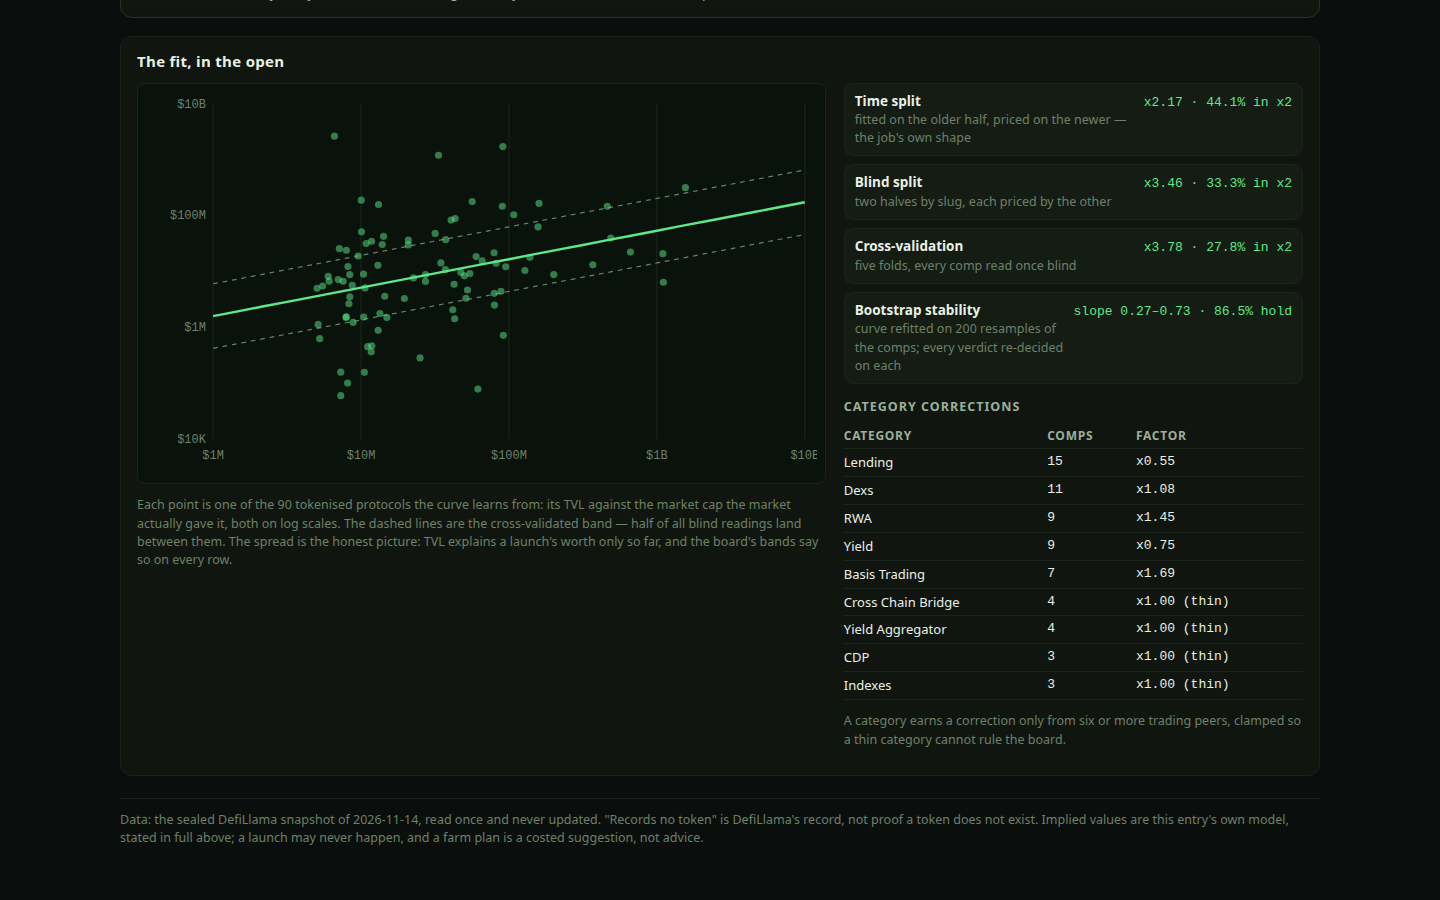 The fit, in the open
$10B
$100M
$1M
$10K
$1M
$10M
$100M
$1B
$10B
Each point is one of the 90 tokenised protocols the curve learns from: its TVL against the market cap the market
actually gave it, both on log scales. The dashed lines are the cross-validated band — half of all blind readings land
between them. The spread is the honest picture: TVL explains a launch's worth only so far, and the board's bands say
so on every row.
Time split
x2.17 · 44.1% in x2
fitted on the older half, priced on the newer —
the job's own shape
Blind split
x3.46 · 33.3% in x2
two halves by slug, each priced by the other
Cross-validation
x3.78 · 27.8% in x2
five folds, every comp read once blind
Bootstrap stability
slope 0.27–0.73 · 86.5% hold
curve refitted on 200 resamples of
the comps; every verdict re-decided
on each
CATEGORY CORRECTIONS
CATEGORY COMPS FACTOR
Lending 15 x0.55
Dexs 11 x1.08
RWA 9 x1.45
Yield 9 x0.75
Basis Trading 7 x1.69
Cross Chain Bridge 4 x1.00 (thin)
Yield Aggregator 4 x1.00 (thin)
CDP 3 x1.00 (thin)
Indexes 3 x1.00 (thin)
A category earns a correction only from six or more trading peers, clamped so
a thin category cannot rule the board.
Data: the sealed DefiLlama snapshot of 2026-11-14, read once and never updated. "Records no token" is DefiLlama's record, not proof a token does not exist. Implied values are this entry's own model,
stated in full above; a launch may never happen, and a farm plan is a costed suggestion, not advice.